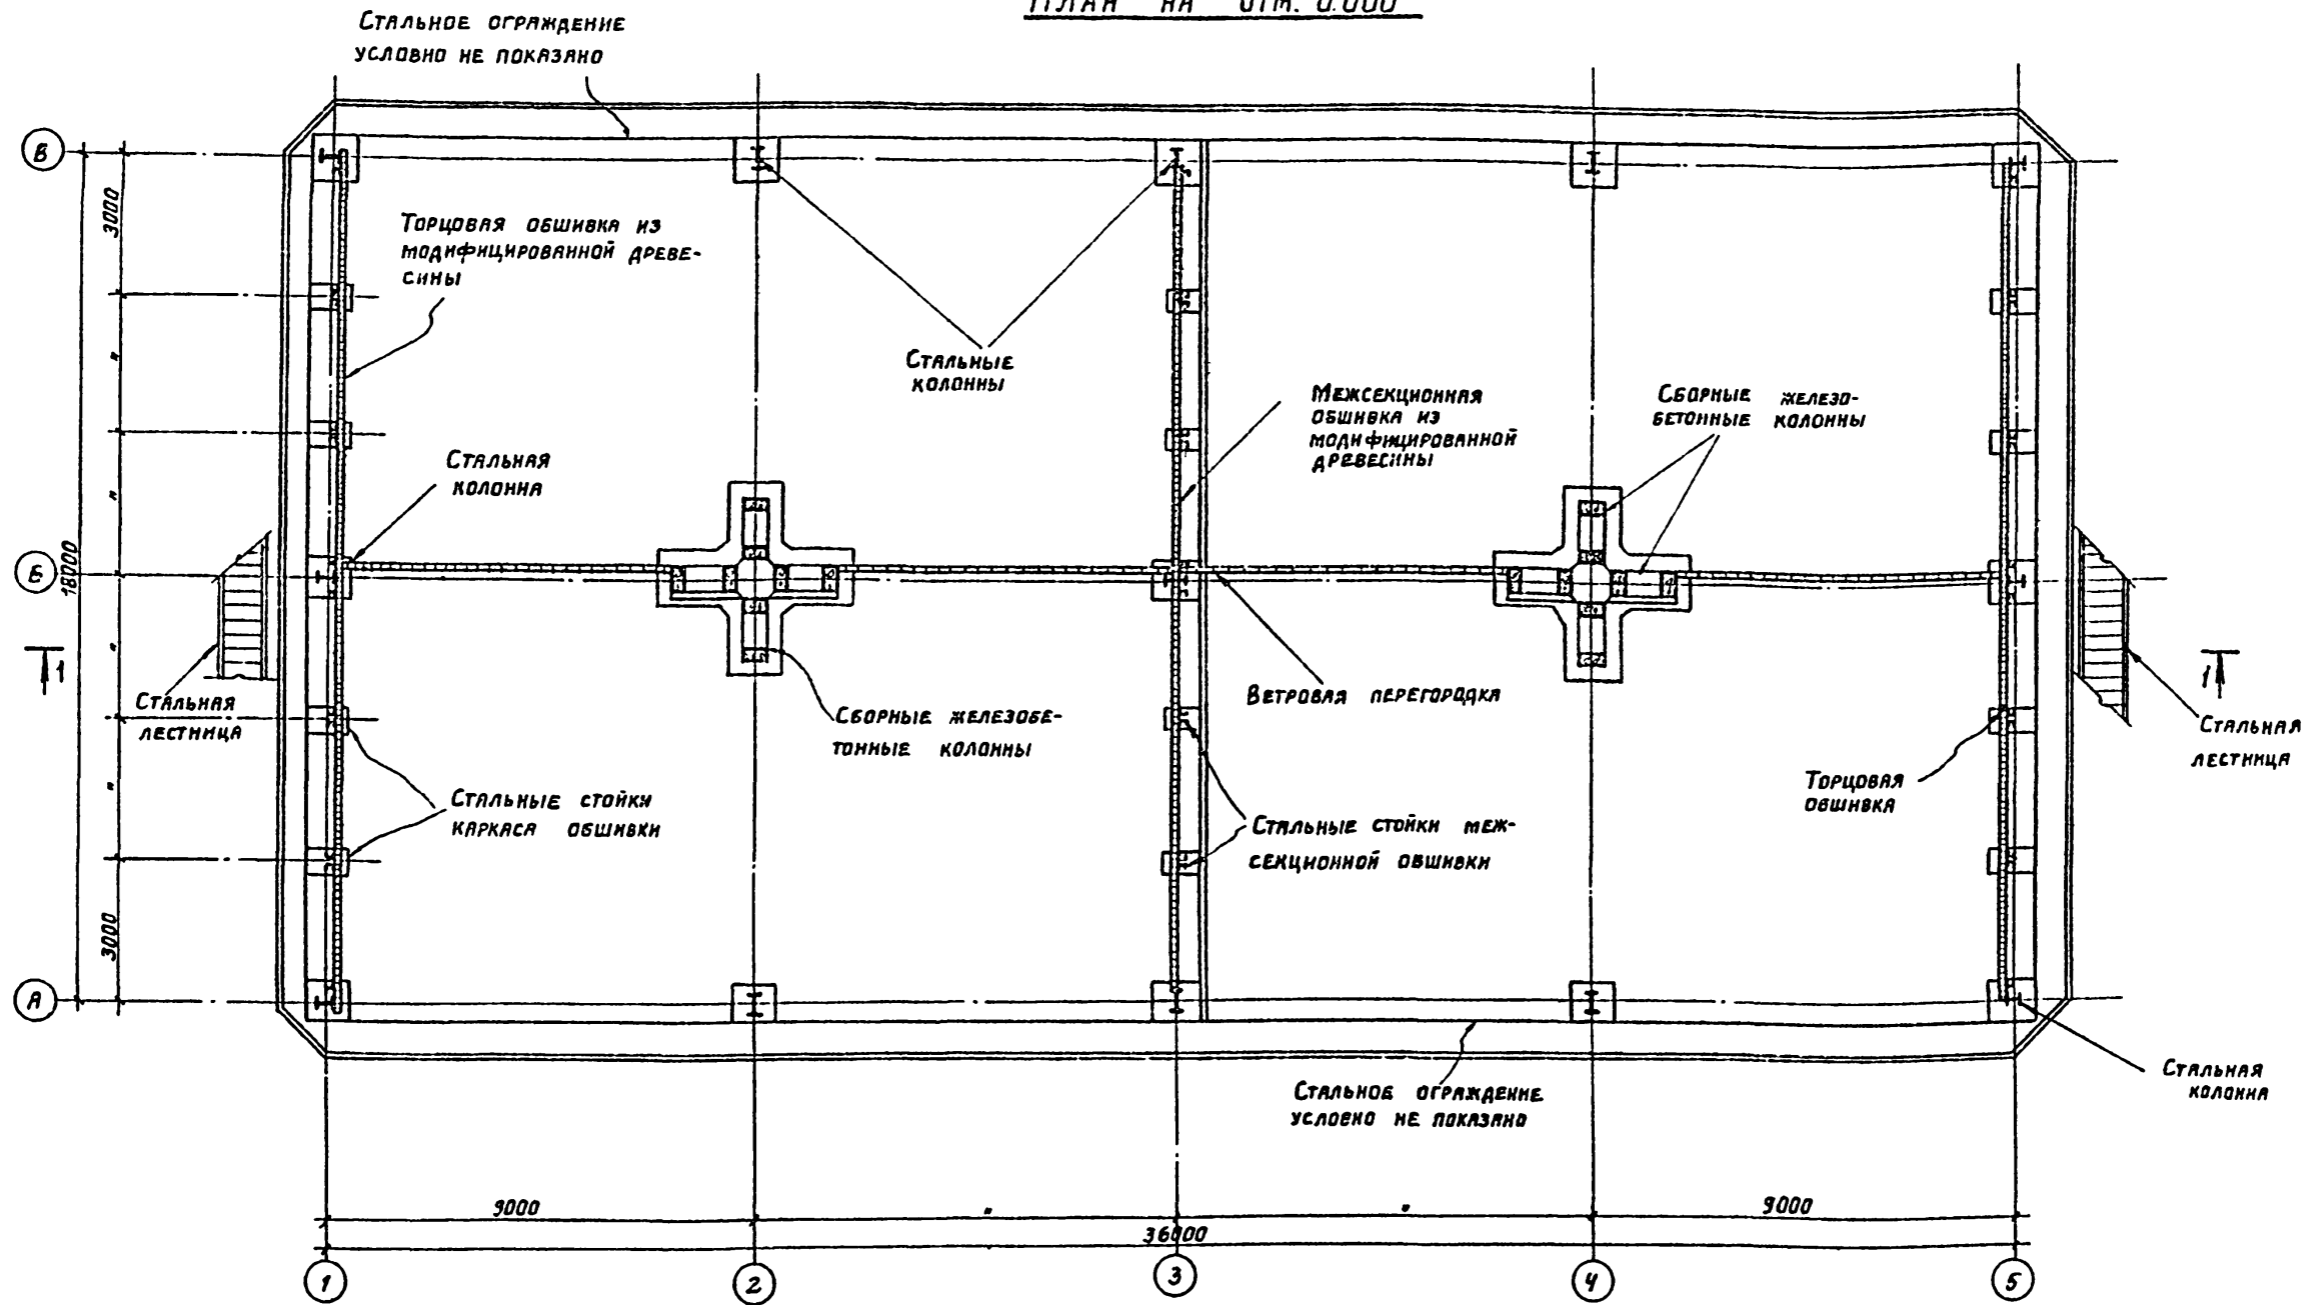 ПЛАН НА ОТМ. 0.000
СТАЛЬНОЕ ОГРАЖДЕНИЕ
УСЛОВНО НЕ ПОКАЗАНО
В
3000
ТОРЦОВАЯ ОБШИВКА ИЗ
МОДИФИЦИРОВАННОЙ ДРЕВЕ-
СИНЫ
"
СТАЛЬНЫЕ
КОЛОННЫ
МЕЖСЕКЦИОННАЯ
ОБШИВКА ИЗ
МОДИФИЦИРОВАННОЙ
ДРЕВЕСИНЫ
СБОРНЫЕ ЖЕЛЕЗО-
БЕТОННЫЕ КОЛОННЫ
СТАЛЬНАЯ
КОЛОННА
"
Б
18000
"
1
1
СТАЛЬНАЯ
ЛЕСТНИЦА
СБОРНЫЕ ЖЕЛЕЗОБЕ-
ТОННЫЕ КОЛОННЫ
ВЕТРОВАЯ ПЕРЕГОРОДКА
СТАЛЬНАЯ
ЛЕСТНИЦА
"
СТАЛЬНЫЕ СТОЙКИ
КАРКАСА ОБШИВКИ
СТАЛЬНЫЕ СТОЙКИ МЕЖ-
СЕКЦИОННОЙ ОБШИВКИ
ТОРЦОВАЯ
ОБШИВКА
3000
А
СТАЛЬНОЕ ОГРАЖДЕНИЕ
УСЛОВНО НЕ ПОКАЗАНО
СТАЛЬНАЯ
КОЛОННА
9000 " " 9000
36000
1 2 3 4 5